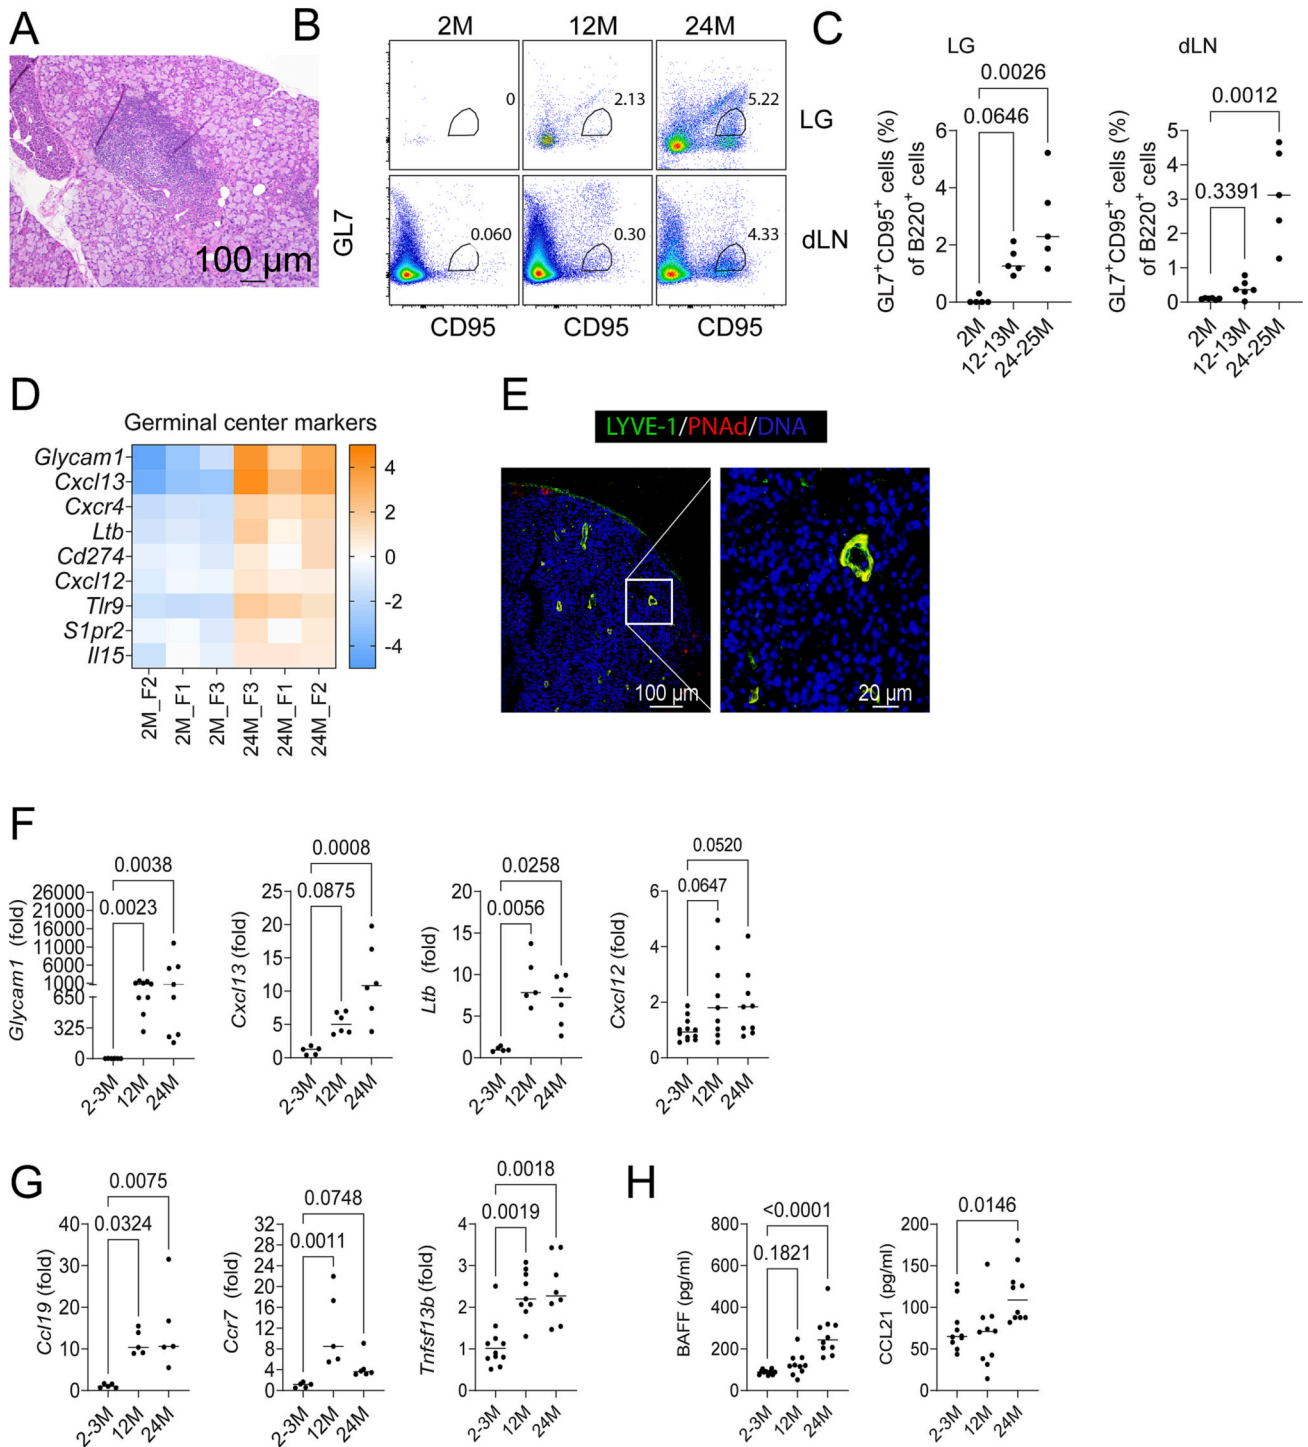 A
100 µm
B
2M 12M 24M
0 2.13 5.22
LG
0.060 0.30 4.33
dLN
GL7
CD95 CD95 CD95
C
LG
0.0026
0.0646
GL7+CD95+ cells (%)
of B220+ cells
6
4
2
0
2M
12-13M
24-25M
dLN
0.0012
0.3391
GL7+CD95+ cells (%)
of B220+ cells
5
4
3
2
1
0
2M
12-13M
24-25M
D
Germinal center markers
Glycam1
Cxcl13
Cxcr4
Ltb
Cd274
Cxcl12
Tlr9
S1pr2
Il15
4
2
0
-2
-4
2M_F2
2M_F1
2M_F3
24M_F3
24M_F1
24M_F2
E
LYVE-1/PNAd/DNA
100 µm
20 µm
F
0.0038
0.0023
Glycam1 (fold)
26000
21000
16000
11000
6000
1000
650
325
0
2-3M
12M
24M
0.0008
0.0875
Cxcl13 (fold)
25
20
15
10
5
0
2-3M
12M
24M
0.0258
0.0056
Ltb (fold)
20
15
10
5
0
2-3M
12M
24M
0.0520
0.0647
Cxcl12 (fold)
6
4
2
0
2-3M
12M
24M
G
0.0075
0.0324
Ccl19 (fold)
40
30
20
10
0
2-3M
12M
24M
0.0748
0.0011
Ccr7 (fold)
32
28
24
20
16
12
8
4
0
2-3M
12M
24M
0.0018
0.0019
Tnfsf13b (fold)
4
3
2
1
0
2-3M
12M
24M
H
<0.0001
0.1821
BAFF (pg/ml)
800
600
400
200
0
2-3M
12M
24M
0.0146
CCL21 (pg/ml)
200
150
100
50
0
2-3M
12M
24M